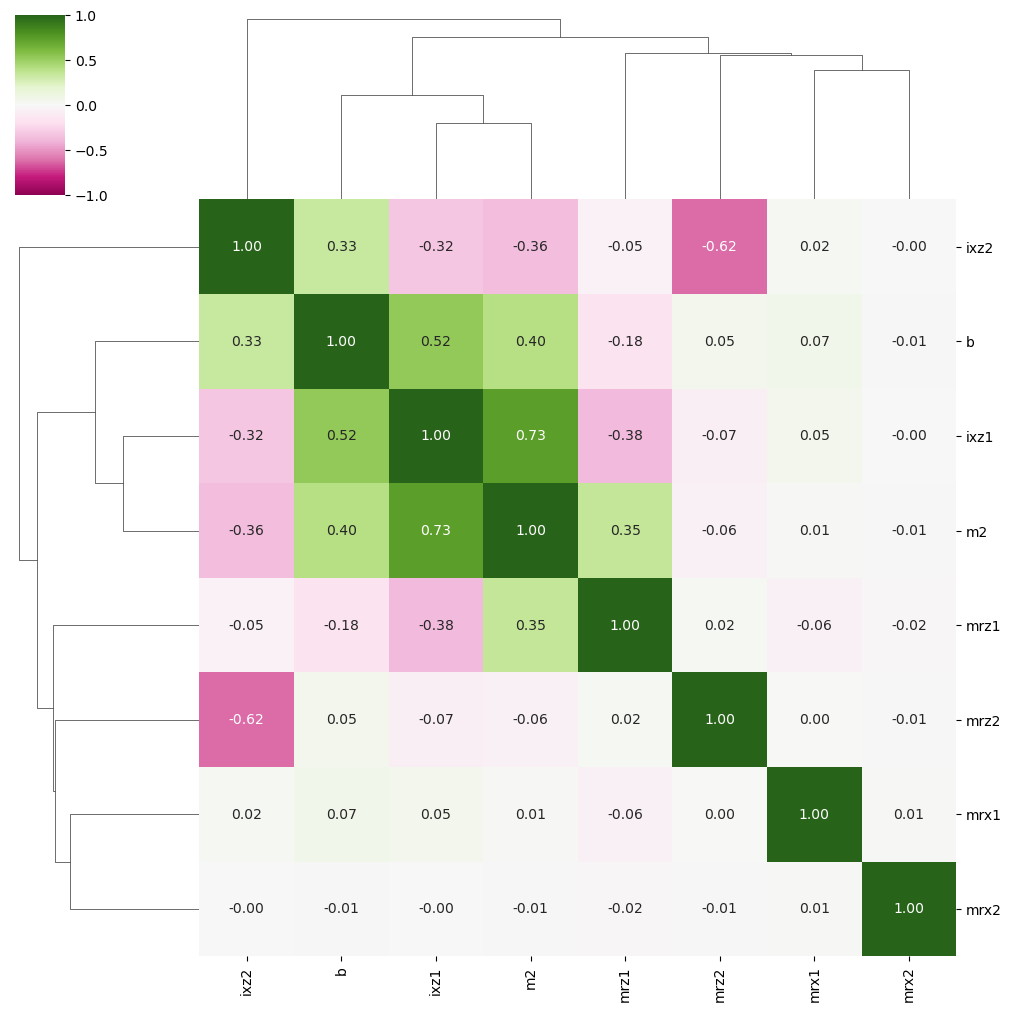 1.0
0.5
0.0
−0.5
−1.0
1.00 0.33 -0.32 -0.36 -0.05 -0.62 0.02 -0.00 ixz2
0.33 1.00 0.52 0.40 -0.18 0.05 0.07 -0.01 b
-0.32 0.52 1.00 0.73 -0.38 -0.07 0.05 -0.00 ixz1
-0.36 0.40 0.73 1.00 0.35 -0.06 0.01 -0.01 m2
-0.05 -0.18 -0.38 0.35 1.00 0.02 -0.06 -0.02 mrz1
-0.62 0.05 -0.07 -0.06 0.02 1.00 0.00 -0.01 mrz2
0.02 0.07 0.05 0.01 -0.06 0.00 1.00 0.01 mrx1
-0.00 -0.01 -0.00 -0.01 -0.02 -0.01 0.01 1.00 mrx2
ixz2 b ixz1 m2 mrz1 mrz2 mrx1 mrx2